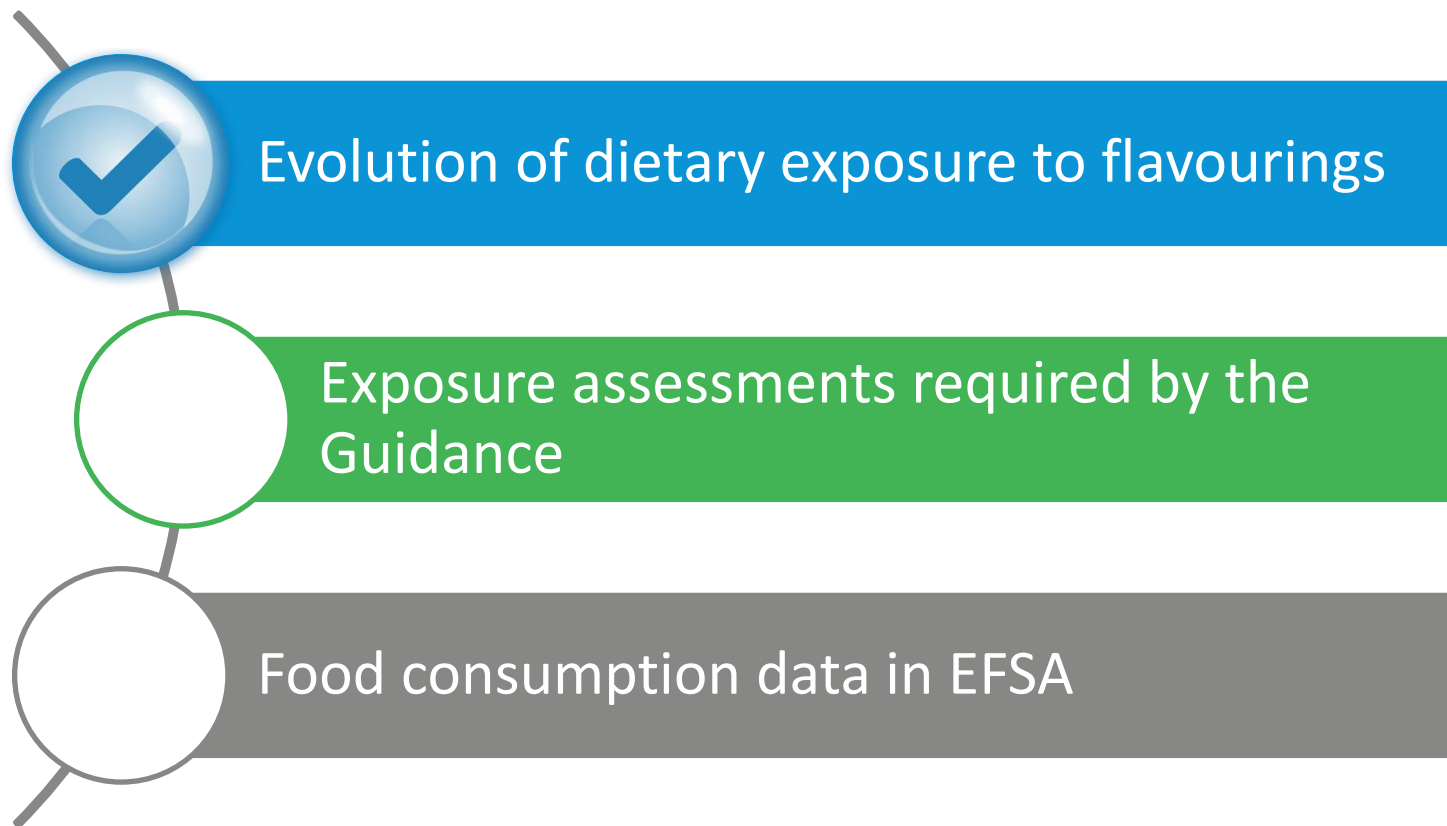 Evolution of dietary exposure to flavourings
Exposure assessments required by the
Guidance
Food consumption data in EFSA